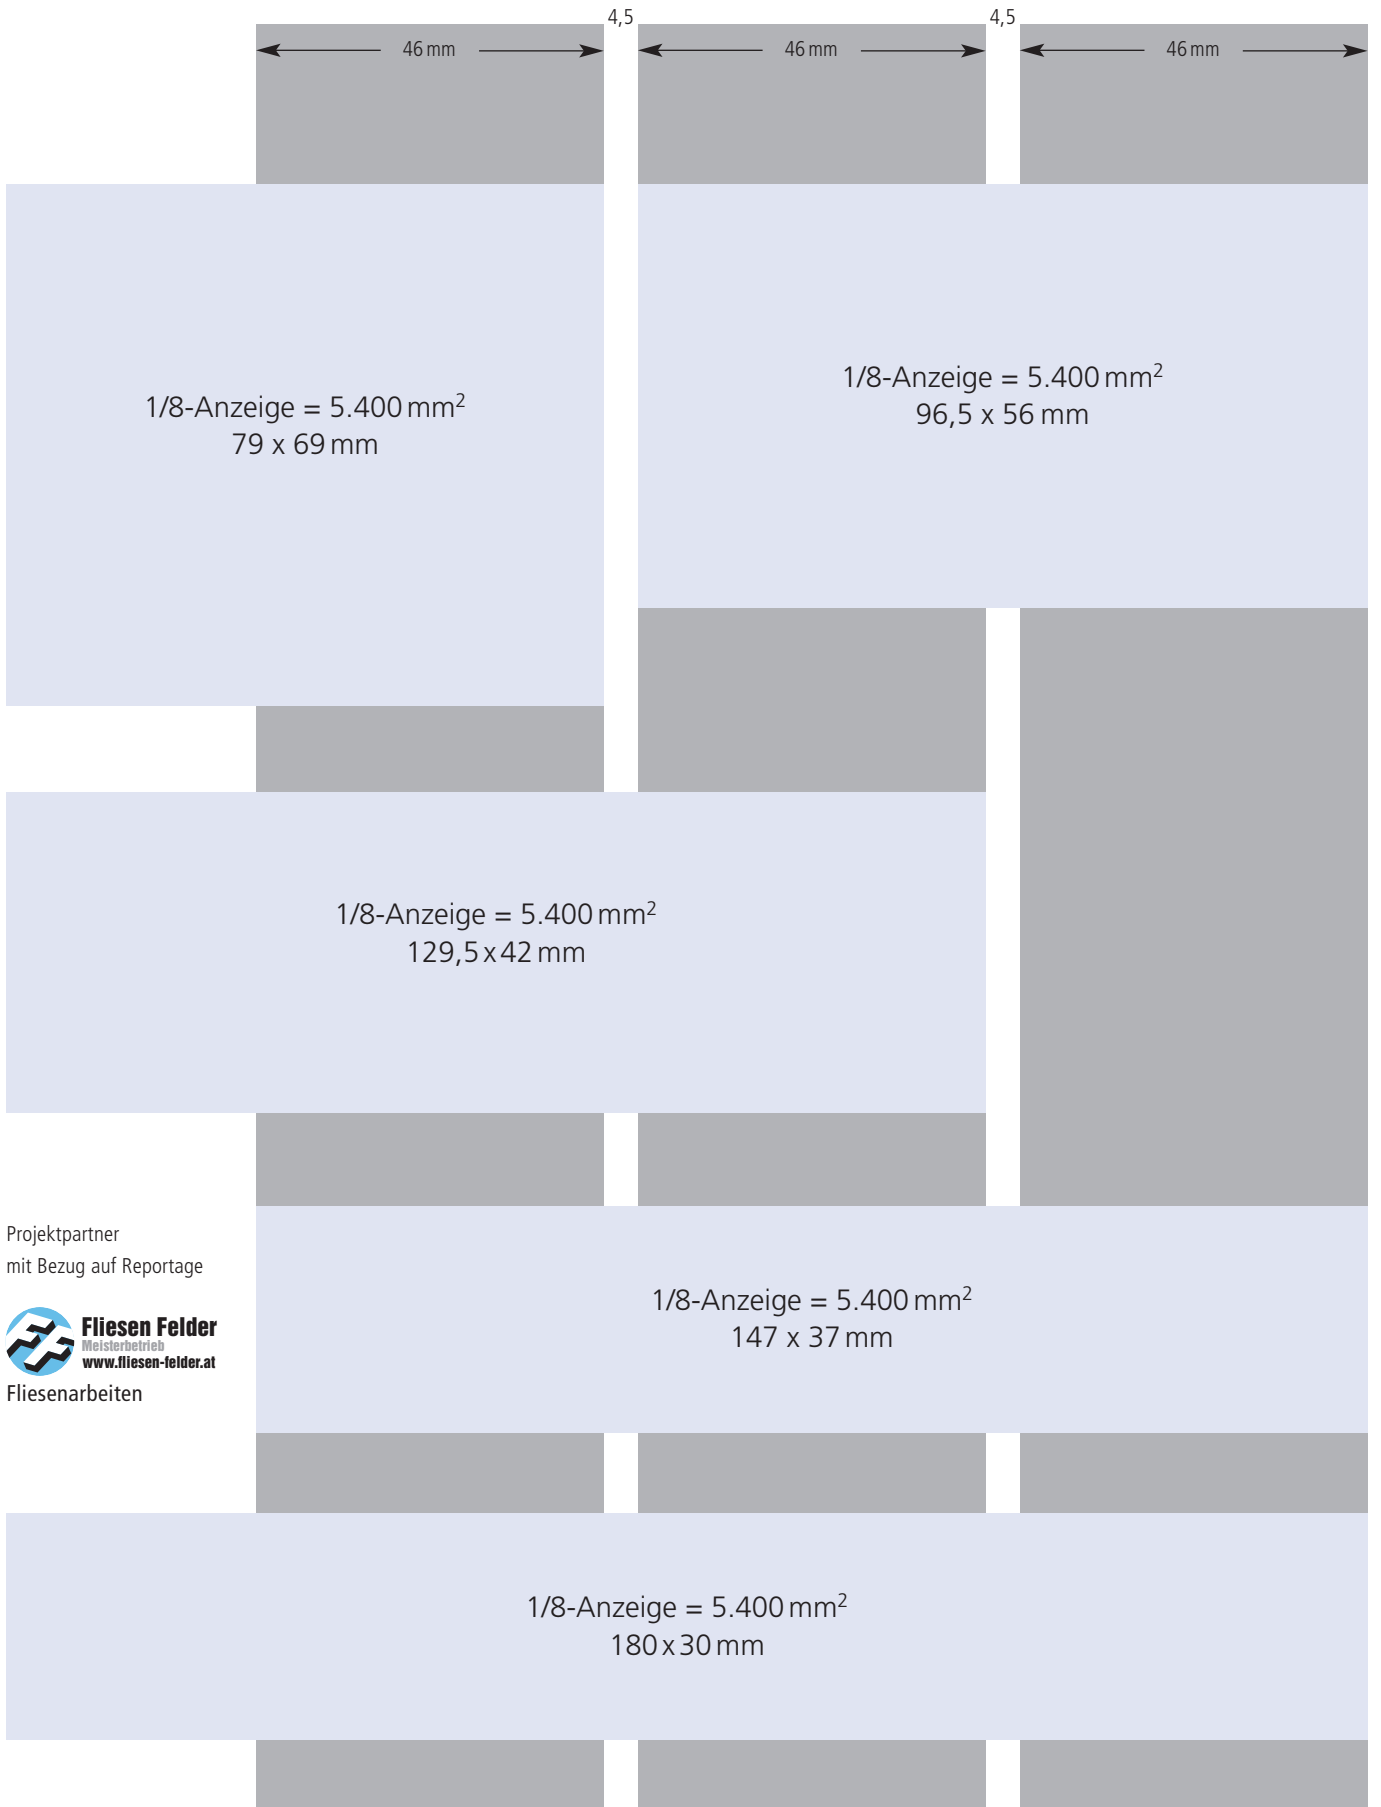 4,5
4,5
46 mm
46 mm
46 mm
1/8-Anzeige = 5.400 mm²
79 x 69 mm
1/8-Anzeige = 5.400 mm²
96,5 x 56 mm
1/8-Anzeige = 5.400 mm²
129,5 x 42 mm
Projektpartner
mit Bezug auf Reportage
Fliesen Felder
Meisterbetrieb
www.fliesen-felder.at
Fliesenarbeiten
1/8-Anzeige = 5.400 mm²
147 x 37 mm
1/8-Anzeige = 5.400 mm²
180 x 30 mm